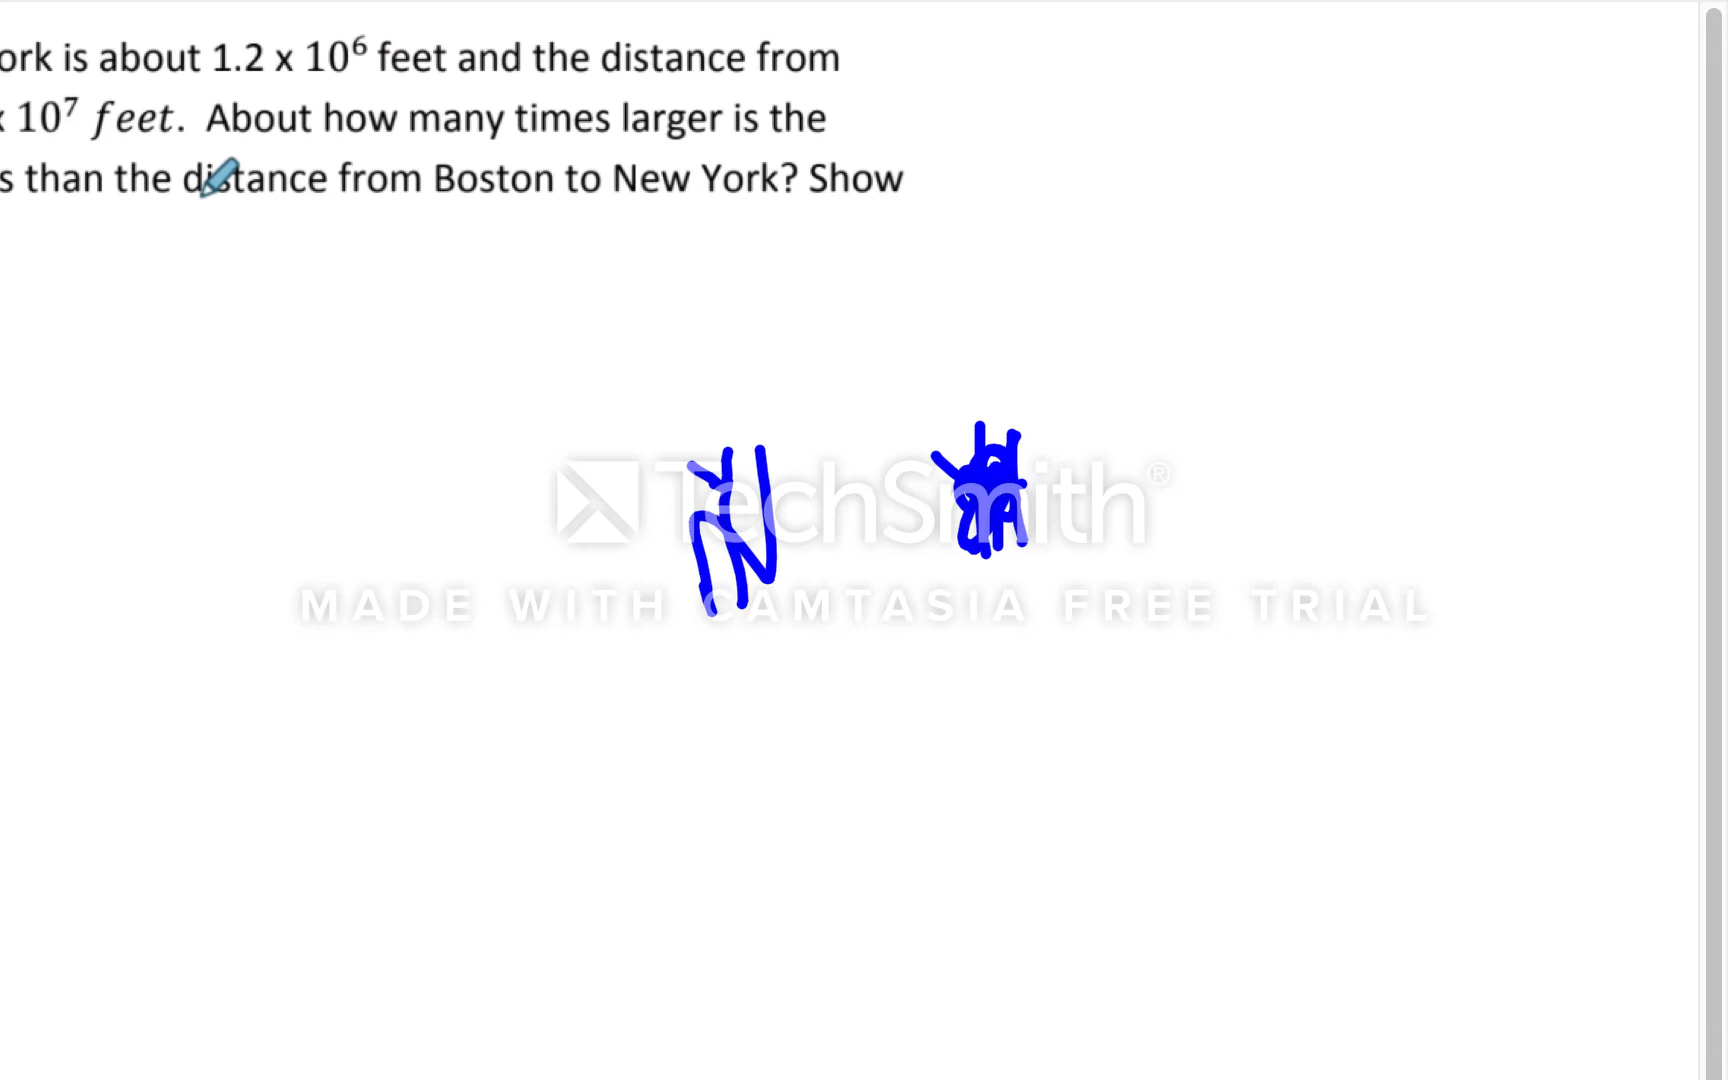 ork is about 1.2 x 10⁶ feet and the distance from
10⁷ feet. About how many times larger is the
s than the distance from Boston to New York? Show
TechSmith®
MADE WITH CAMTASIA FREE TRIAL